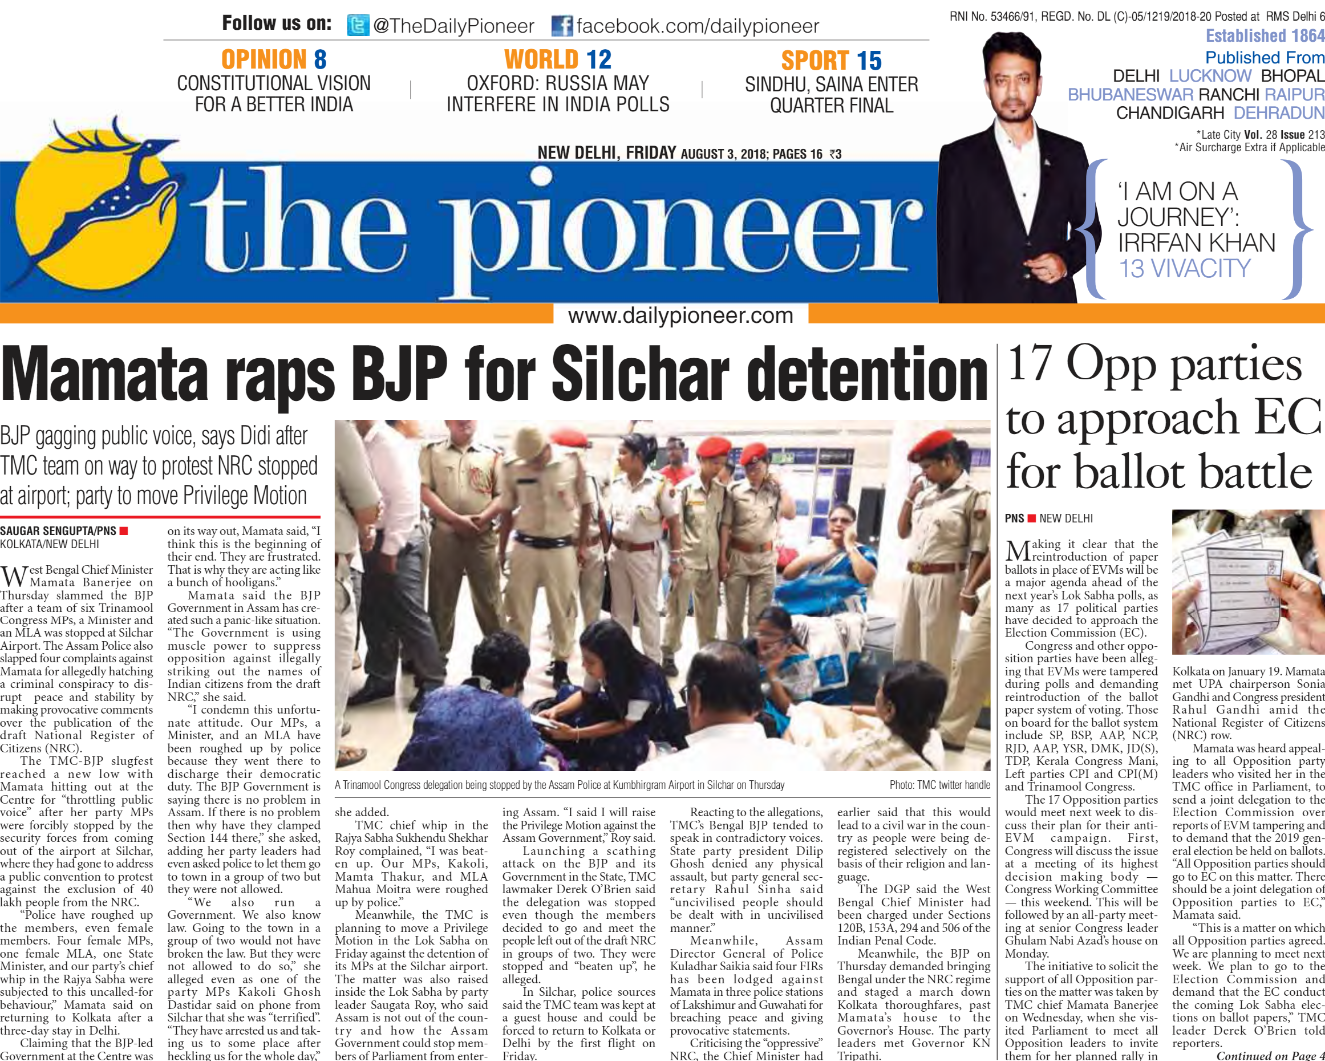 Follow us on: @TheDailyPioneer facebook.com/dailypioneer
RNI No. 53466/91, REGD. No. DL (C)-05/1219/2018-20 Posted at RMS Delhi 6
Established 1864
Published From
DELHI LUCKNOW BHOPAL
BHUBANESWAR RANCHI RAIPUR
CHANDIGARH DEHRADUN
*Late City Vol. 28 Issue 213
*Air Surcharge Extra if Applicable
OPINION 8
CONSTITUTIONAL VISION
FOR A BETTER INDIA
WORLD 12
OXFORD: RUSSIA MAY
INTERFERE IN INDIA POLLS
SPORT 15
SINDHU, SAINA ENTER
QUARTER FINAL
NEW DELHI, FRIDAY AUGUST 3, 2018; PAGES 16 ₹3
the pioneer
‘I AM ON A
JOURNEY’:
IRRFAN KHAN
13 VIVACITY
www.dailypioneer.com
Mamata raps BJP for Silchar detention
BJP gagging public voice, says Didi after
TMC team on way to protest NRC stopped
at airport; party to move Privilege Motion
SAUGAR SENGUPTA/PNS
KOLKATA/NEW DELHI
West Bengal Chief Minister
Mamata Banerjee on
Thursday slammed the BJP
after a team of six Trinamool
Congress MPs, a Minister and
an MLA was stopped at Silchar
Airport. The Assam Police also
slapped four complaints against
Mamata for allegedly hatching
a criminal conspiracy to dis-
rupt peace and stability by
making provocative comments
over the publication of the
draft National Register of
Citizens (NRC).
The TMC-BJP slugfest
reached a new low with
Mamata hitting out at the
Centre for “throttling public
voice” after her party MPs
were forcibly stopped by the
security forces from coming
out of the airport at Silchar,
where they had gone to address
a public convention to protest
against the exclusion of 40
lakh people from the NRC.
“Police have roughed up
the members, even female
members. Four female MPs,
one female MLA, one State
Minister, and our party’s chief
whip in the Rajya Sabha were
subjected to this uncalled-for
behaviour,” Mamata said on
returning to Kolkata after a
three-day stay in Delhi.
Claiming that the BJP-led
Government at the Centre was
on its way out, Mamata said, “I
think this is the beginning of
their end. They are frustrated.
That is why they are acting like
a bunch of hooligans.”
Mamata said the BJP
Government in Assam has cre-
ated such a panic-like situation.
“The Government is using
muscle power to suppress
opposition against illegally
striking out the names of
Indian citizens from the draft
NRC,” she said.
“I condemn this unfortu-
nate attitude. Our MPs, a
Minister, and an MLA have
been roughed up by police
because they went there to
discharge their democratic
duty. The BJP Government is
saying there is no problem in
Assam. If there is no problem
then why have they clamped
Section 144 there,” she asked,
adding her party leaders had
even asked police to let them go
to town in a group of two but
they were not allowed.
“We also run a
Government. We also know
law. Going to the town in a
group of two would not have
broken the law. But they were
not allowed to do so,” she
alleged even as one of the
party MPs Kakoli Ghosh
Dastidar said on phone from
Silchar that she was “terrified”.
“They have arrested us and tak-
ing us to some place after
heckling us for the whole day,”
A Trinamool Congress delegation being stopped by the Assam Police at Kumbhirgram Airport in Silchar on Thursday
Photo: TMC twitter handle
she added.
TMC chief whip in the
Rajya Sabha Sukhendu Shekhar
Roy complained, “I was beat-
en up. Our MPs, Kakoli,
Mamta Thakur, and MLA
Mahua Moitra were roughed
up by police.”
Meanwhile, the TMC is
planning to move a Privilege
Motion in the Lok Sabha on
Friday against the detention of
its MPs at the Silchar airport.
The matter was also raised
inside the Lok Sabha by party
leader Saugata Roy, who said
Assam is not out of the coun-
try and how the Assam
Government could stop mem-
bers of Parliament from enter-
ing Assam. “I said I will raise
the Privilege Motion against the
Assam Government,” Roy said.
Launching a scathing
attack on the BJP and its
Government in the State, TMC
lawmaker Derek O’Brien said
the delegation was stopped
even though the members
decided to go and meet the
people left out of the draft NRC
in groups of two. They were
stopped and “beaten up”, he
alleged.
In Silchar, police sources
said the TMC team was kept at
a guest house and could be
forced to return to Kolkata or
Delhi by the first flight on
Friday.
Reacting to the allegations,
TMC’s Bengal BJP tended to
speak in contradictory voices.
State party president Dilip
Ghosh denied any physical
assault, but party general sec-
retary Rahul Sinha said
“uncivilised people should
be dealt with in uncivilised
manner.”
Meanwhile, Assam
Director General of Police
Kuladhar Saikia said four FIRs
has been lodged against
Mamata in three police stations
of Lakshimur and Guwahati for
breaching peace and giving
provocative statements.
Criticising the “oppressive”
NRC, the Chief Minister had
earlier said that this would
lead to a civil war in the coun-
try as people were being de-
registered selectively on the
basis of their religion and lan-
guage.
The DGP said the West
Bengal Chief Minister had
been charged under Sections
120B, 153A, 294 and 506 of the
Indian Penal Code.
Meanwhile, the BJP on
Thursday demanded bringing
Bengal under the NRC regime
and staged a march down
Kolkata thoroughfares, past
Mamata’s house to the
Governor’s House. The party
leaders met Governor KN
Tripathi.
17 Opp parties
to approach EC
for ballot battle
PNS NEW DELHI
Making it clear that the
reintroduction of paper
ballots in place of EVMs will be
a major agenda ahead of the
next year’s Lok Sabha polls, as
many as 17 political parties
have decided to approach the
Election Commission (EC).
Congress and other oppo-
sition parties have been alleg-
ing that EVMs were tampered
during polls and demanding
reintroduction of the ballot
paper system of voting. Those
on board for the ballot system
include SP, BSP, AAP, NCP,
RJD, AAP, YSR, DMK, JD(S),
TDP, Kerala Congress Mani,
Left parties CPI and CPI(M)
and Trinamool Congress.
The 17 Opposition parties
would meet next week to dis-
cuss their plan for their anti-
EVM campaign. First,
Congress will discuss the issue
at a meeting of its highest
decision making body —
Congress Working Committee
— this weekend. This will be
followed by an all-party meet-
ing at senior Congress leader
Ghulam Nabi Azad’s house on
Monday.
The initiative to solicit the
support of all Opposition par-
ties on the matter was taken by
TMC chief Mamata Banerjee
on Wednesday, when she vis-
ited Parliament to meet all
Opposition leaders to invite
them for her planned rally in
Kolkata on January 19. Mamata
met UPA chairperson Sonia
Gandhi and Congress president
Rahul Gandhi amid the
National Register of Citizens
(NRC) row.
Mamata was heard appeal-
ing to all Opposition party
leaders who visited her in the
TMC office in Parliament, to
send a joint delegation to the
Election Commission over
reports of EVM tampering and
to demand that the 2019 gen-
eral election be held on ballots.
“All Opposition parties should
go to EC on this matter. There
should be a joint delegation of
Opposition parties to EC,”
Mamata said.
“This is a matter on which
all Opposition parties agreed.
We are planning to meet next
week. We plan to go to the
Election Commission and
demand that the EC conduct
the coming Lok Sabha elec-
tions on ballot papers,” TMC
leader Derek O’Brien told
reporters.
Continued on Page 4